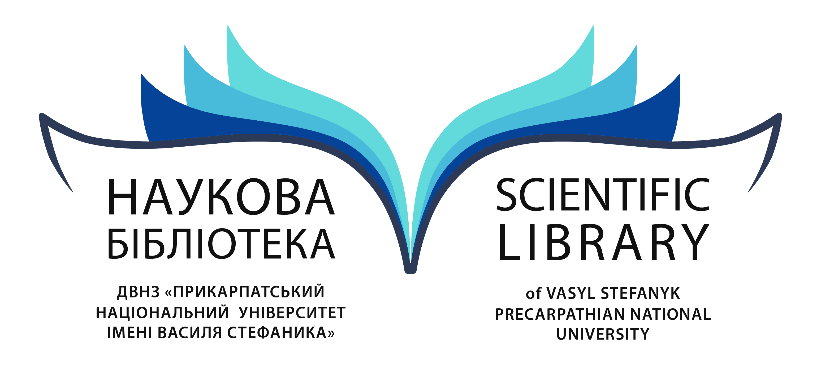 НАУКОВА
БІБЛІОТЕКА
ДВНЗ «ПРИКАРПАТСЬКИЙ
НАЦІОНАЛЬНИЙ УНІВЕРСИТЕТ
ІМЕНІ ВАСИЛЯ СТЕФАНИКА»
SCIENTIFIC
LIBRARY
of VASYL STEFANYK
PRECARPATHIAN NATIONAL
UNIVERSITY